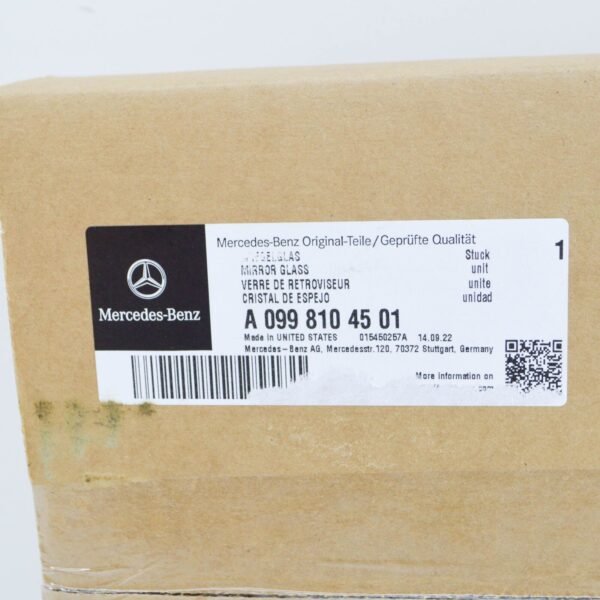 Mercedes-Benz
Mercedes-Benz Original-Teile/Geprüfte Qualität
Stuck 1
MIRROR GLASS unit
VERRE DE RETROVISEUR unite
CRISTAL DE ESPEJO unidad
A 099 810 45 01
Made in UNITED STATES 015450257A 14.09.22
Mercedes-Benz AG, Mercedesstr.120, 70372 Stuttgart, Germany
More information on